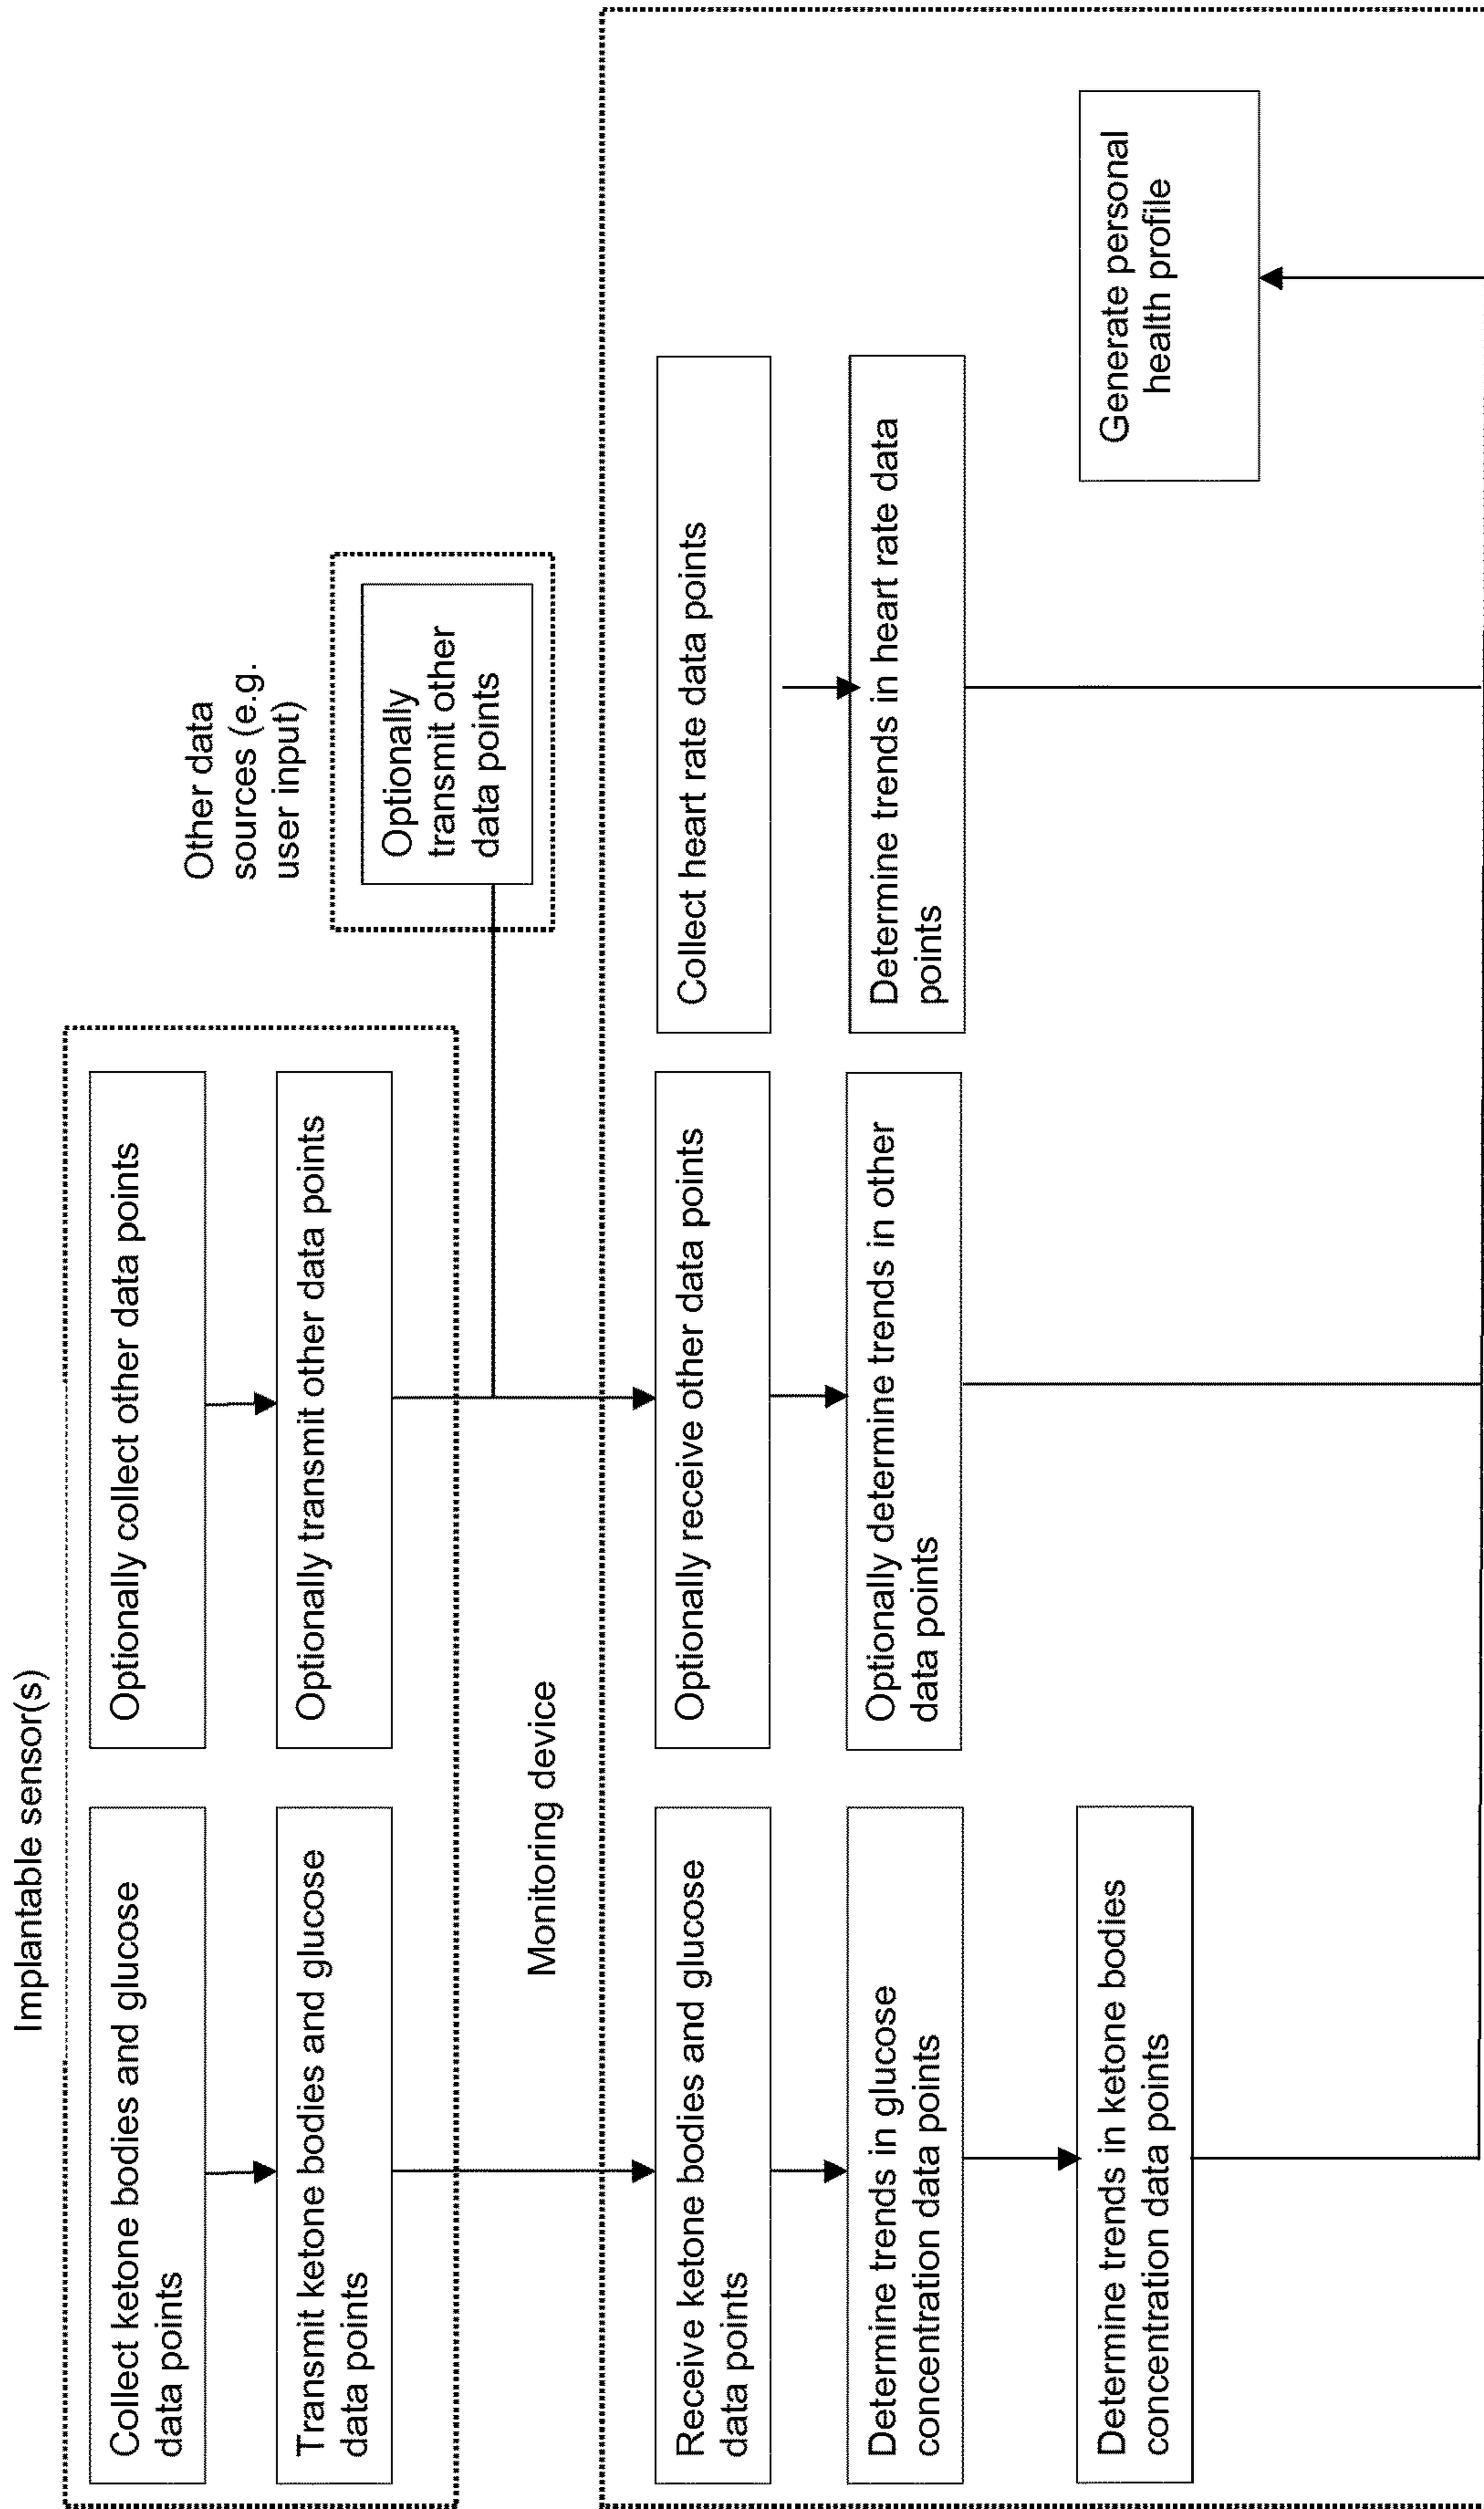 Implantable sensor(s)
Collect ketone bodies and glucose
data points
Optionally collect other data points
Transmit ketone bodies and glucose
data points
Optionally transmit other data points
Other data
sources (e.g.
user input)
Optionally
transmit other
data points
Monitoring device
Receive ketone bodies and glucose
data points
Optionally receive other data points
Collect heart rate data points
Determine trends in glucose
concentration data points
Optionally determine trends in other
data points
Determine trends in heart rate data
points
Determine trends in ketone bodies
concentration data points
Generate personal
health profile